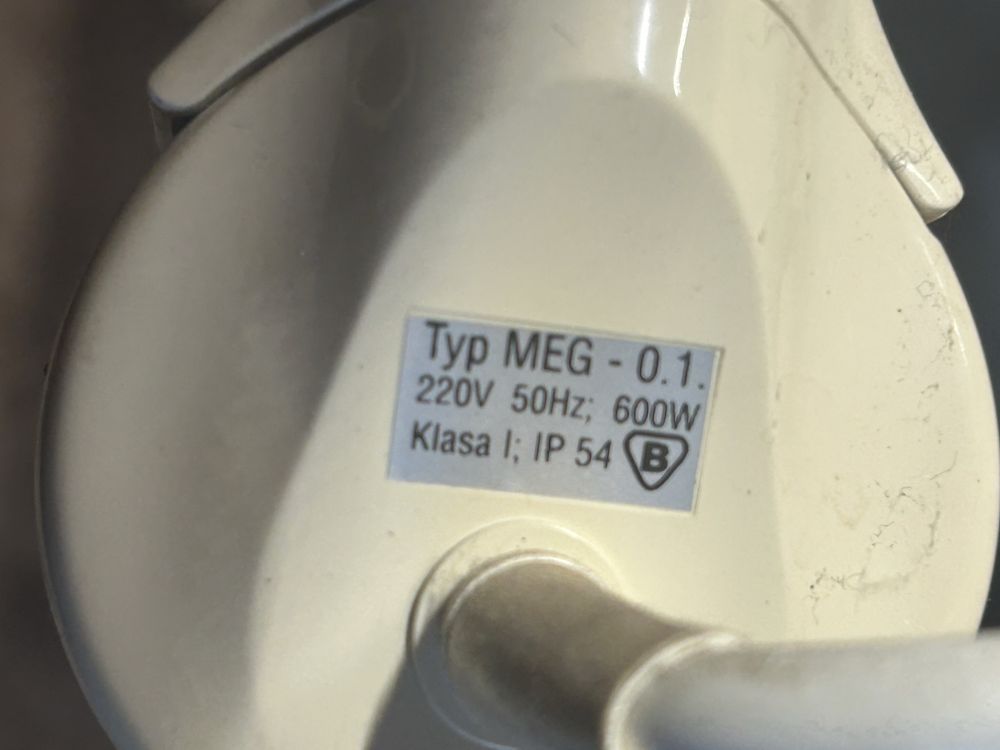 Typ MEG - 0.1.
220V 50Hz; 600W
Klasa I; IP 54 B